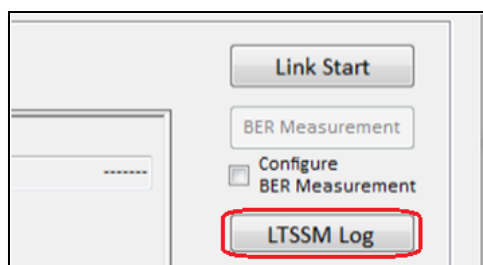 Link Start
BER Measurement
-------
Configure
BER Measurement
LTSSM Log